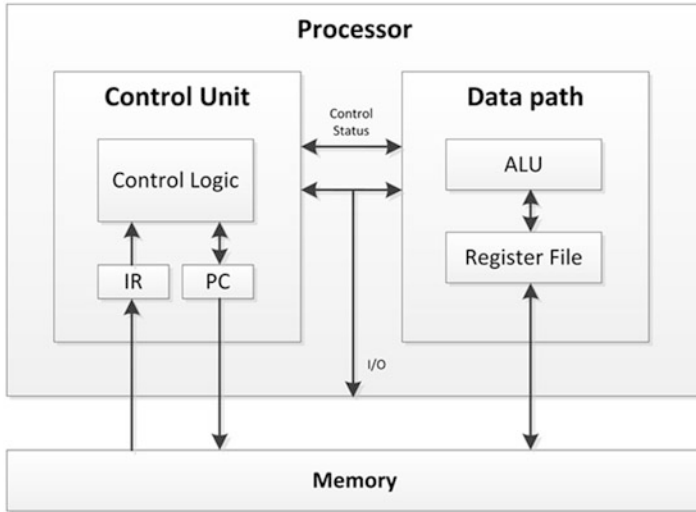 Processor
Control Unit
Data path
Control
Status
Control Logic
ALU
IR
PC
Register File
I/O
Memory